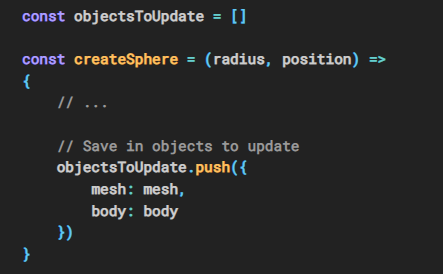 const objectsToUpdate = []
const createSphere = (radius, position) =>
{
// ...
// Save in objects to update
objectsToUpdate.push({
mesh: mesh,
body: body
})
}